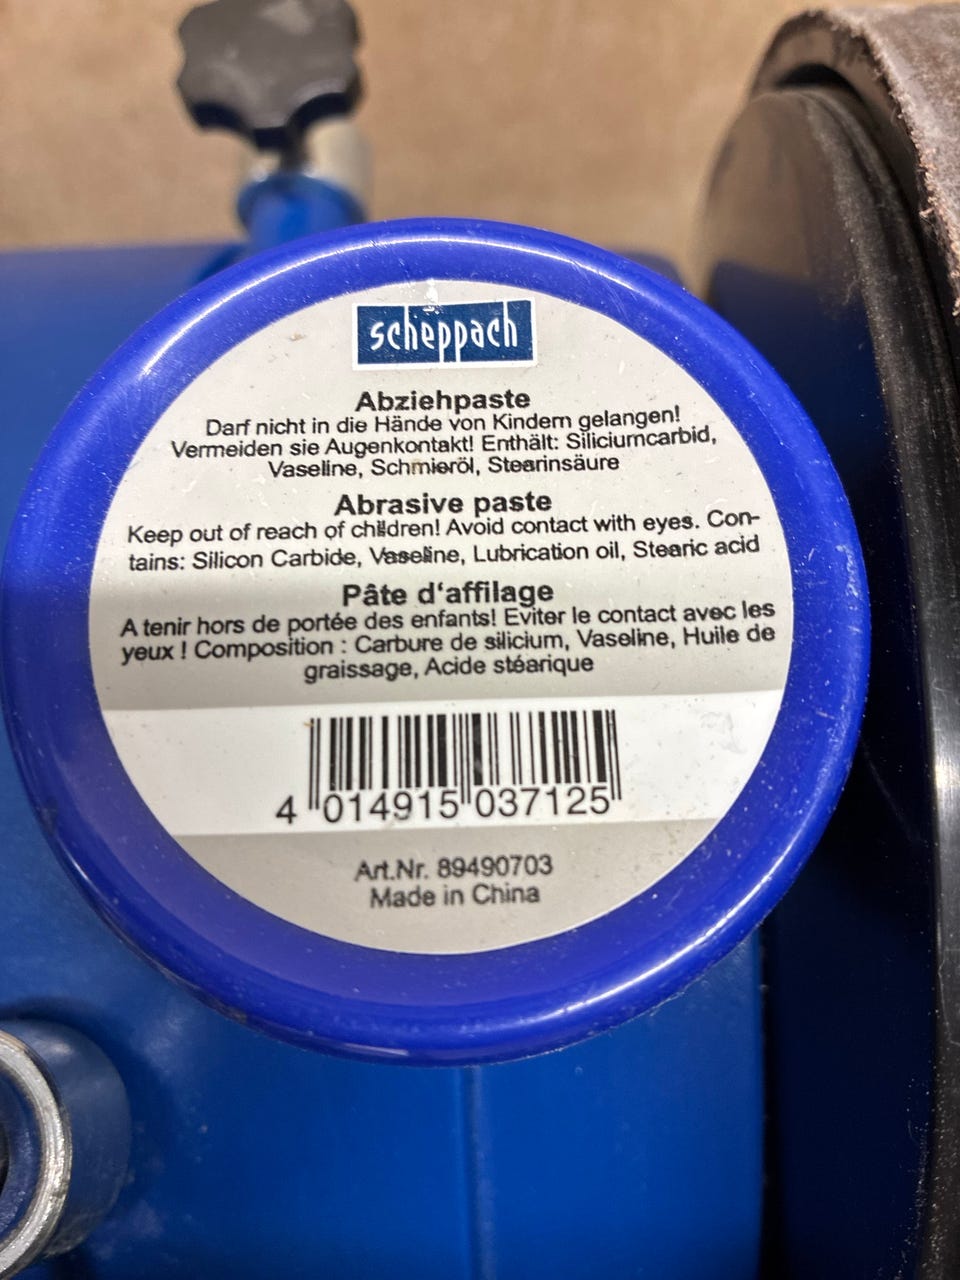 scheppach
Abziehpaste
Darf nicht in die Hände von Kindern gelangen!
Vermeiden sie Augenkontakt! Enthält: Siliciumcarbid,
Vaseline, Schmieröl, Stearinsäure
Abrasive paste
Keep out of reach of children! Avoid contact with eyes. Con-
tains: Silicon Carbide, Vaseline, Lubrication oil, Stearic acid
Pâte d'affilage
A tenir hors de portée des enfants! Eviter le contact avec les
yeux ! Composition : Carbure de silicium, Vaseline, Huile de
graissage, Acide stéarique
4 014915 037125
Art.Nr. 89490703
Made in China